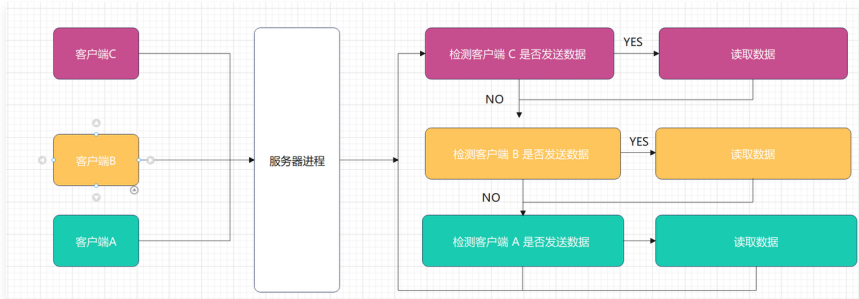 客户端C
检测客户端 C 是否发送数据
YES
读取数据
NO
客户端B
服务器进程
检测客户端 B 是否发送数据
YES
读取数据
NO
客户端A
检测客户端 A 是否发送数据
读取数据